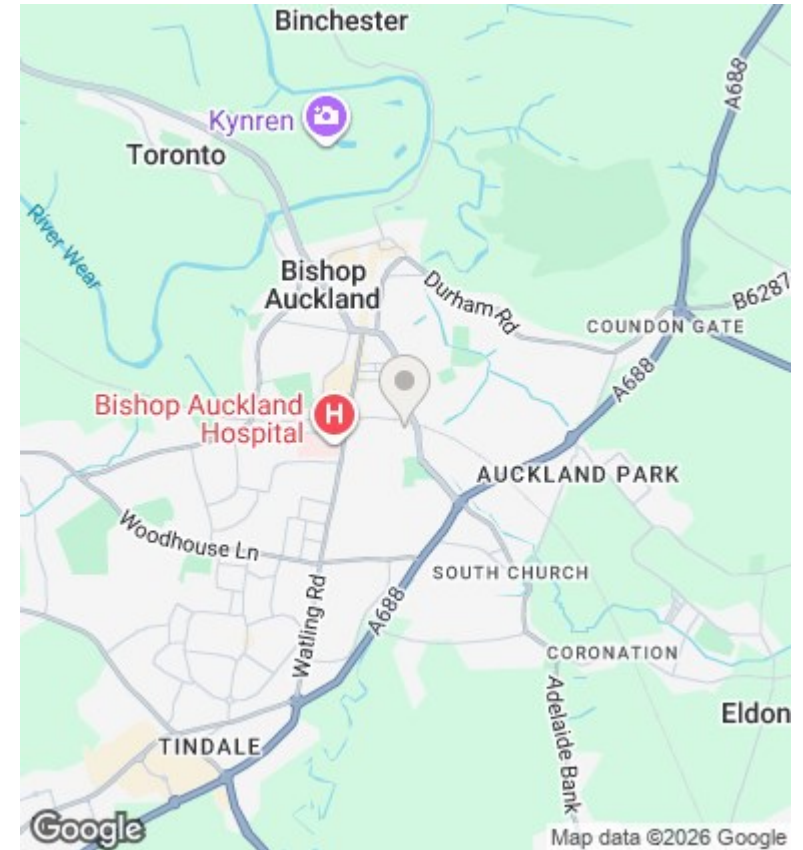 Binchester
Kynren
Toronto
A688
River Wear
Bishop
Auckland
Durham Rd
B6287
COUNDON GATE
A688
Bishop Auckland
Hospital
H
AUCKLAND PARK
Woodhouse Ln
SOUTH CHURCH
Watling Rd
A688
CORONATION
Adelaide Bank
Eldon
TINDALE
Google
Map data ©2026 Google